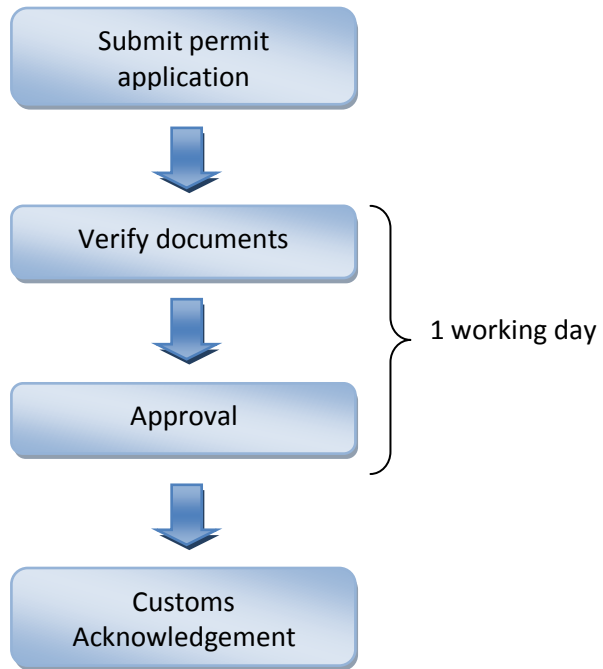 Submit permit
application
Verify documents
1 working day
Approval
Customs
Acknowledgement